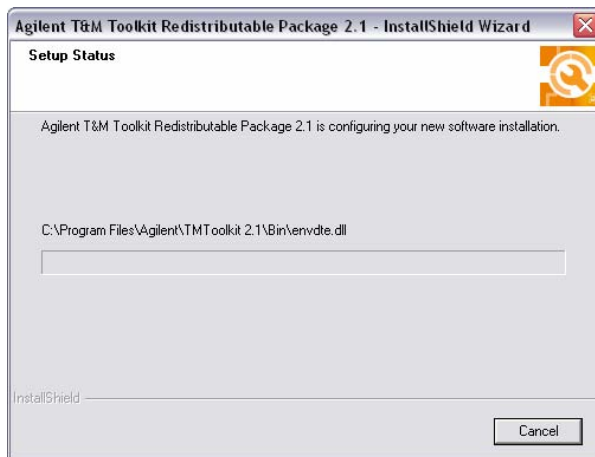 Agilent T&M Toolkit Redistributable Package 2.1 - InstallShield Wizard
Setup Status
Agilent T&M Toolkit Redistributable Package 2.1 is configuring your new software installation.
C:\Program Files\Agilent\TMToolkit 2.1\Bin\envdte.dll
InstallShield
Cancel